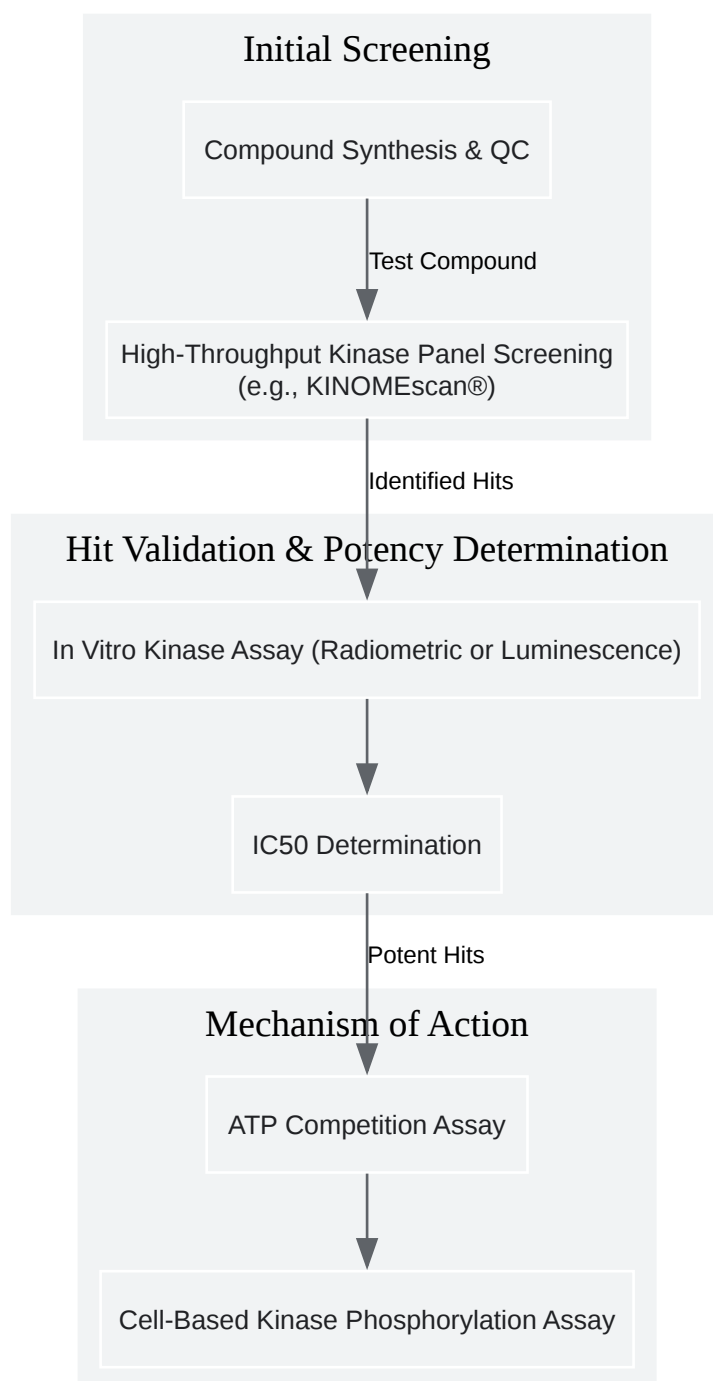 Initial Screening
Compound Synthesis & QC
Test Compound
High-Throughput Kinase Panel Screening
(e.g., KINOMEscan®)
Identified Hits
Hit Validation & Potency Determination
In Vitro Kinase Assay (Radiometric or Luminescence)
IC50 Determination
Potent Hits
Mechanism of Action
ATP Competition Assay
Cell-Based Kinase Phosphorylation Assay